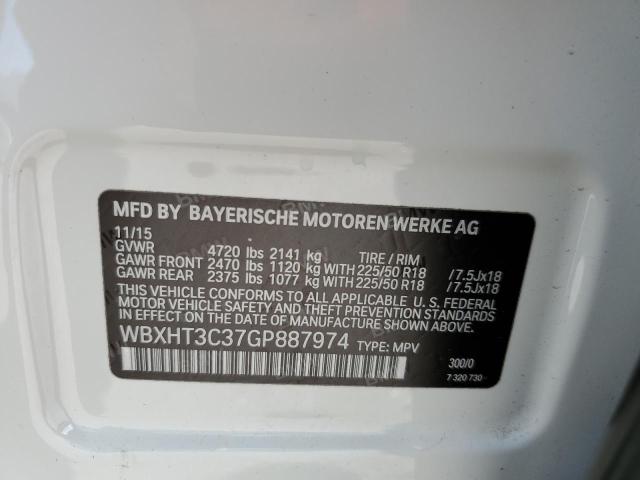 MFD BY BAYERISCHE MOTOREN WERKE AG
11/15
GVWR 4720 lbs 2141 kg TIRE / RIM
GAWR FRONT 2470 lbs 1120 kg WITH 225/50 R18 /7.5Jx18
GAWR REAR 2375 lbs 1077 kg WITH 225/50 R18 /7.5Jx18
THIS VEHICLE CONFORMS TO ALL APPLICABLE U.S. FEDERAL
MOTOR VEHICLE SAFETY AND THEFT PREVENTION STANDARDS
IN EFFECT ON THE DATE OF MANUFACTURE SHOWN ABOVE.
WBXHT3C37GP887974 TYPE: MPV
300/0
7 320 730